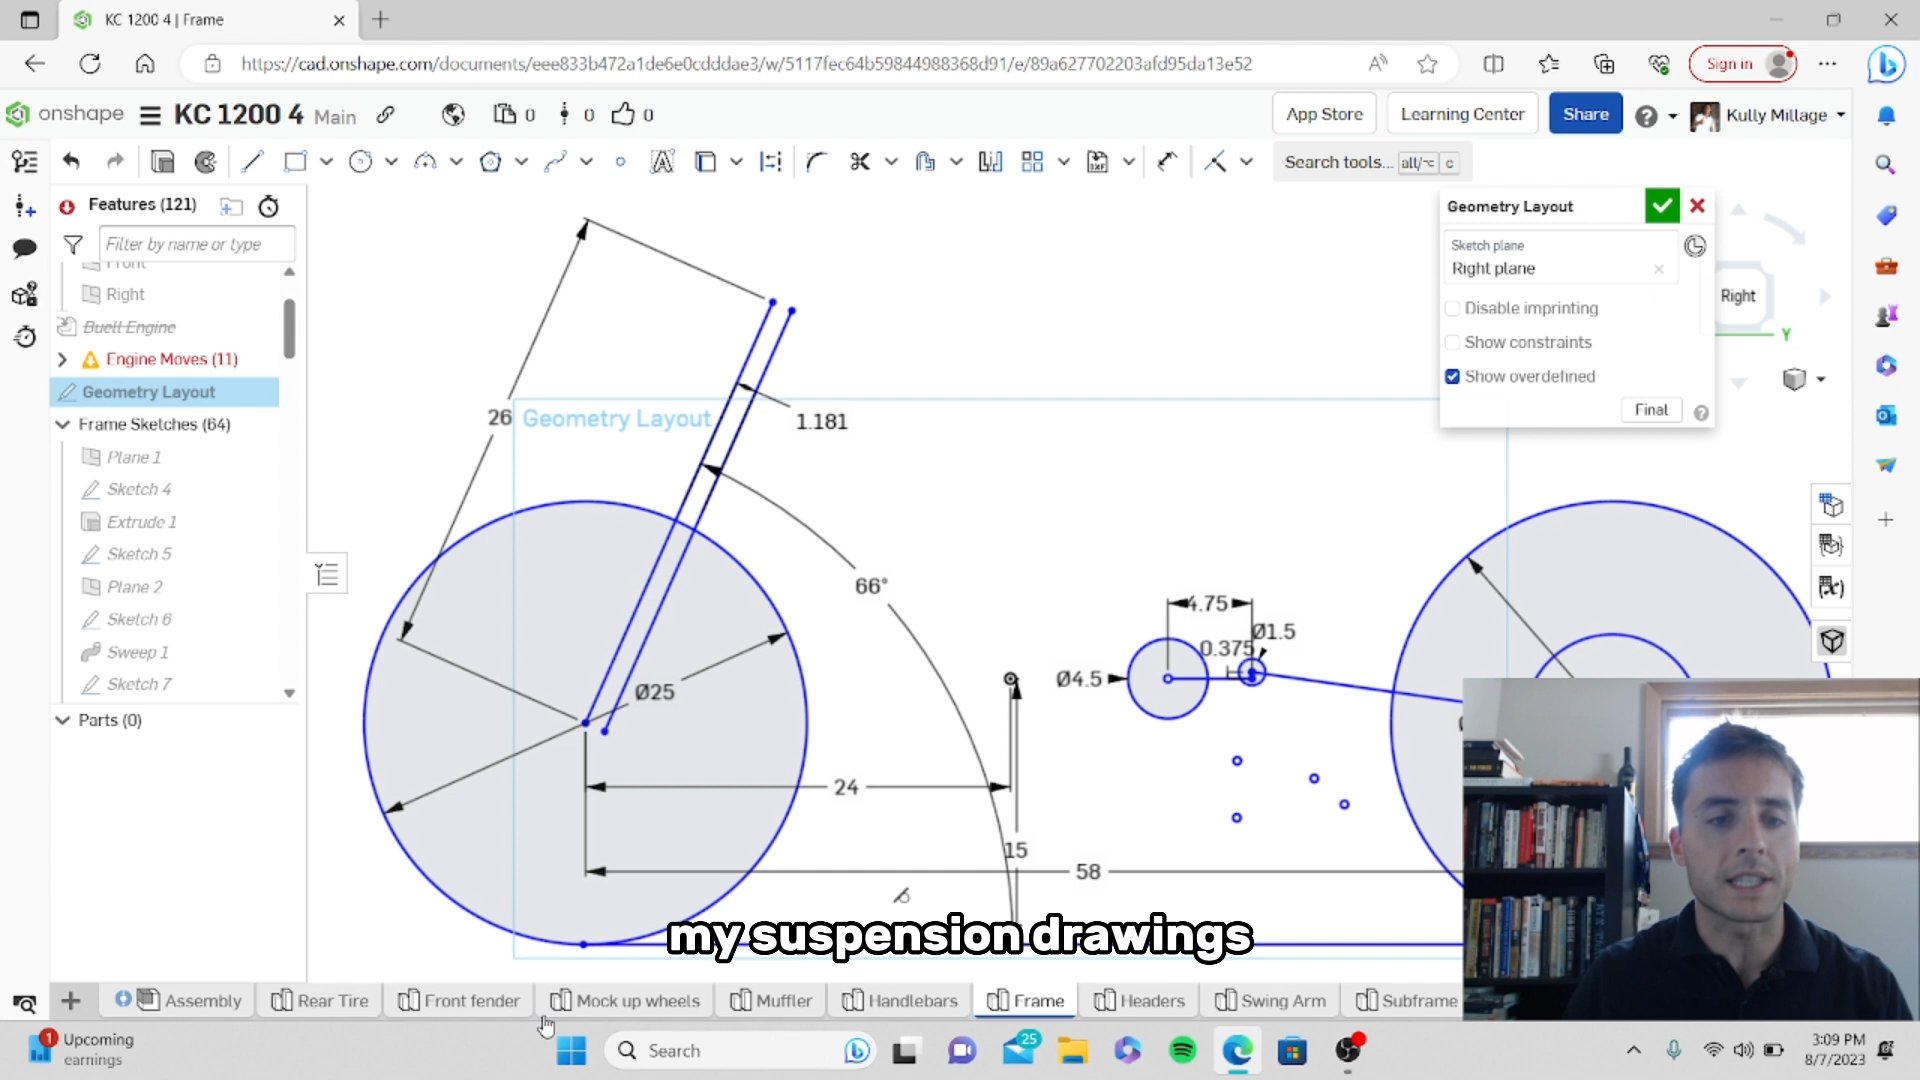 KC 1200 4 | Frame
https://cad.onshape.com/documents/eee833b472a1de6e0cdddae3/w/5117fec64b59844988368d91/e/89a627702203afd95da13e52
Sign in
onshape
KC 1200 4 Main
0
0
0
App Store
Learning Center
Share
Kully Millage
Search tools... alt/⌥ c
Features (121)
Filter by name or type
Front
Right
Buell Engine
Engine Moves (11)
Geometry Layout
Frame Sketches (64)
Plane 1
Sketch 4
Extrude 1
Sketch 5
Plane 2
Sketch 6
Sweep 1
Sketch 7
Parts (0)
Geometry Layout
Sketch plane
Right plane
Disable imprinting
Show constraints
Show overdefined
Final
Right
Y
Geometry Layout
26
1.181
66°
4.75
Ø1.5
0.375
Ø4.5
Ø25
24
15
58
my suspension drawings
Assembly
Rear Tire
Front fender
Mock up wheels
Muffler
Handlebars
Frame
Headers
Swing Arm
Subframe
1
Upcoming
earnings
Search
25
3:09 PM
8/7/2023